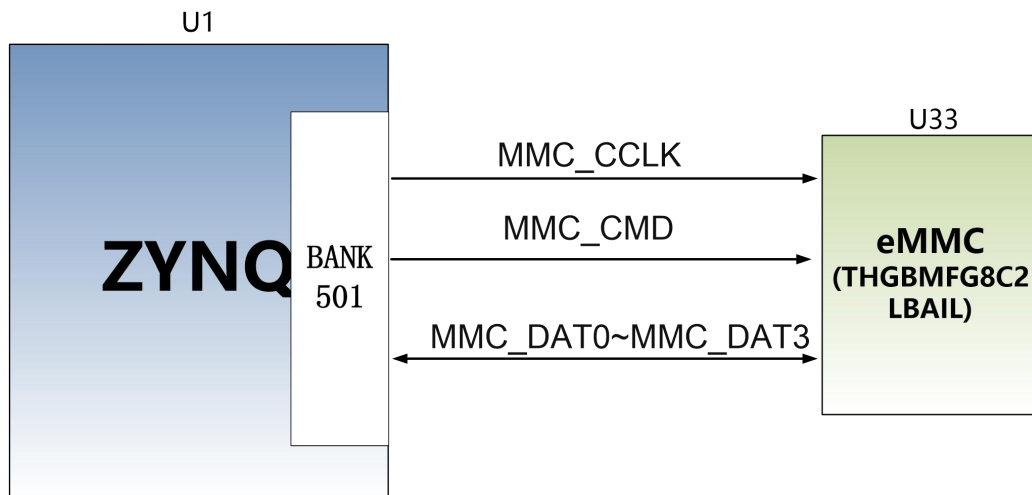 U1
U33
MMC_CCLK
MMC_CMD
ZYNQ
BANK
501
eMMC
(THGBMFG8C2
LBAIL)
MMC_DAT0~MMC_DAT3